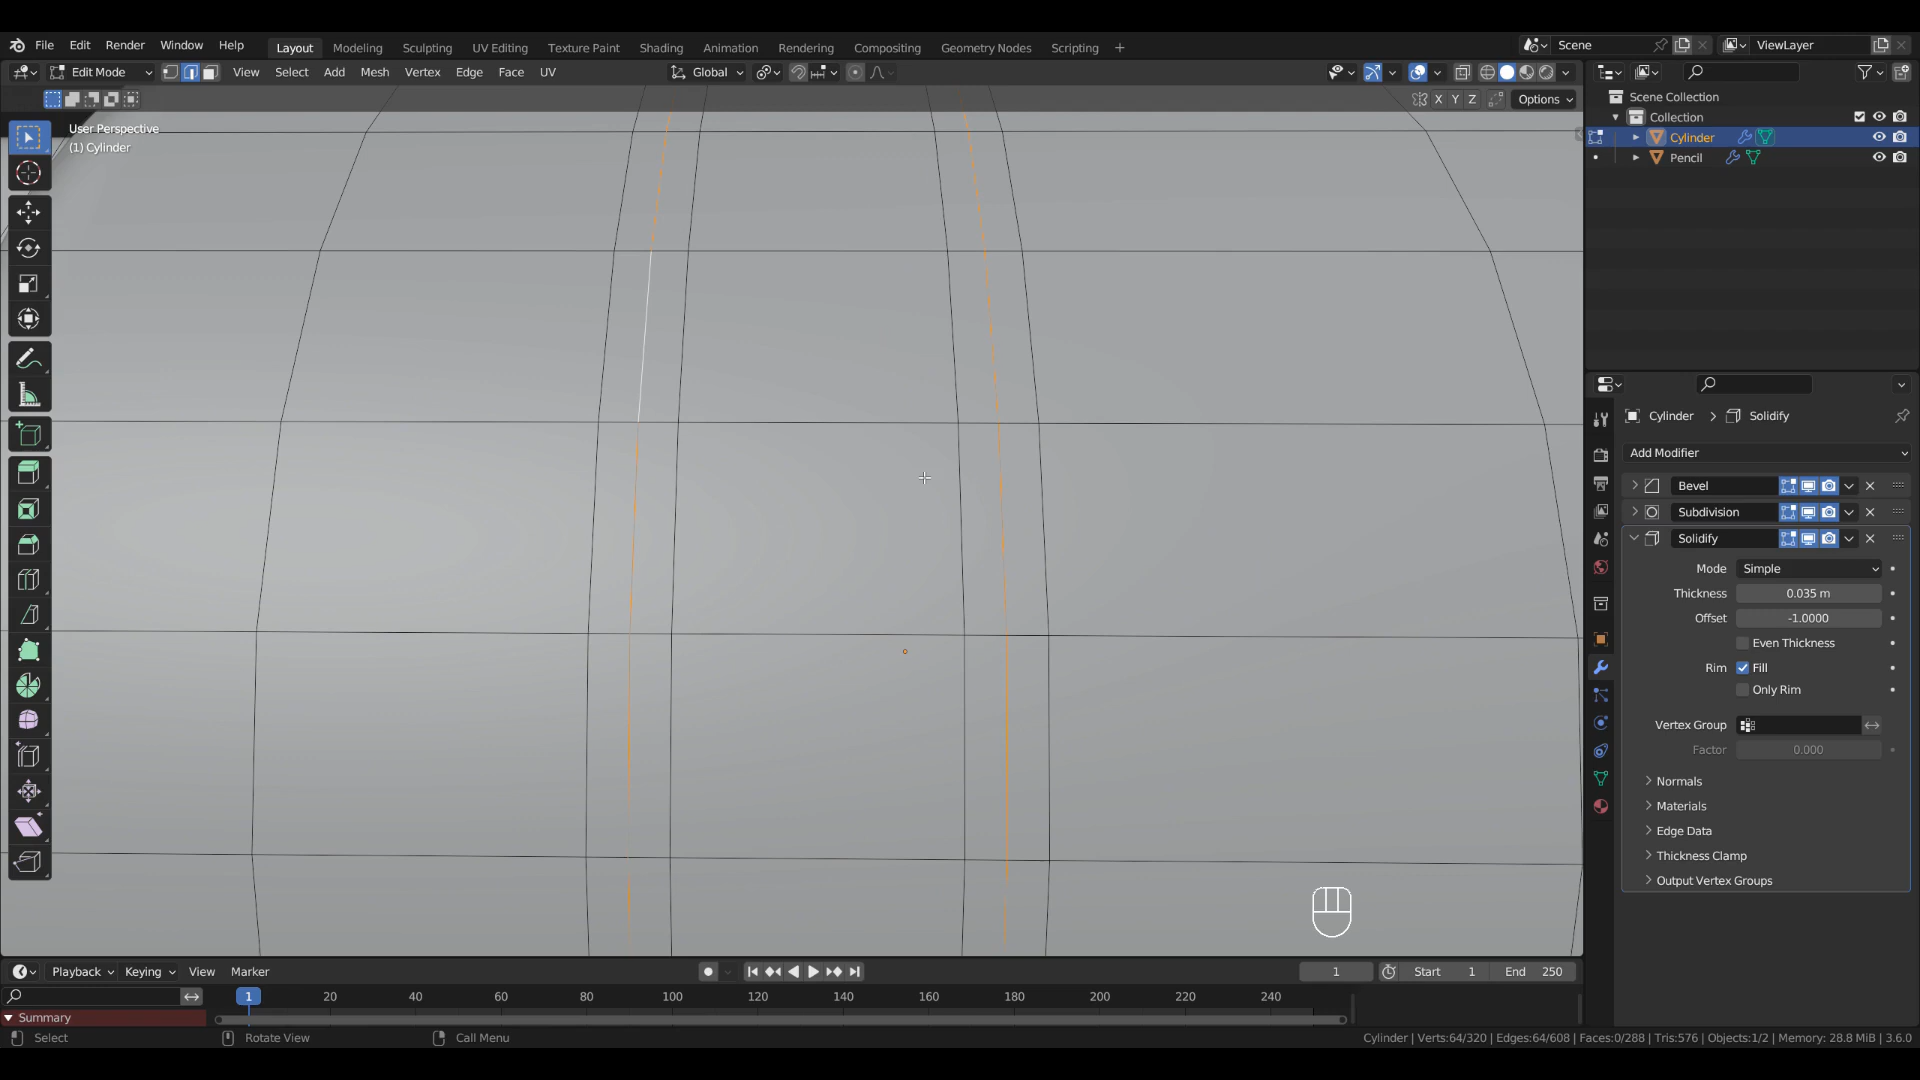 File Edit Render Window Help Layout Modeling Sculpting UV Editing Texture Paint Shading Animation Rendering Compositing Geometry Nodes Scripting + Scene ViewLayer
Edit Mode View Select Add Mesh Vertex Edge Face UV Global
X Y Z Options
User Perspective
(1) Cylinder
Scene Collection
Collection
Cylinder
Pencil
Cylinder > Solidify
Add Modifier
Bevel
Subdivision
Solidify
Mode Simple
Thickness 0.035 m
Offset -1.0000
Even Thickness
Rim Fill
Only Rim
Vertex Group
Factor 0.000
Normals
Materials
Edge Data
Thickness Clamp
Output Vertex Groups
Playback Keying View Marker 1 Start 1 End 250
1 20 40 60 80 100 120 140 160 180 200 220 240
Summary
Select Rotate View Call Menu Cylinder | Verts:64/320 | Edges:64/608 | Faces:0/288 | Tris:576 | Objects:1/2 | Memory: 28.8 MiB | 3.6.0